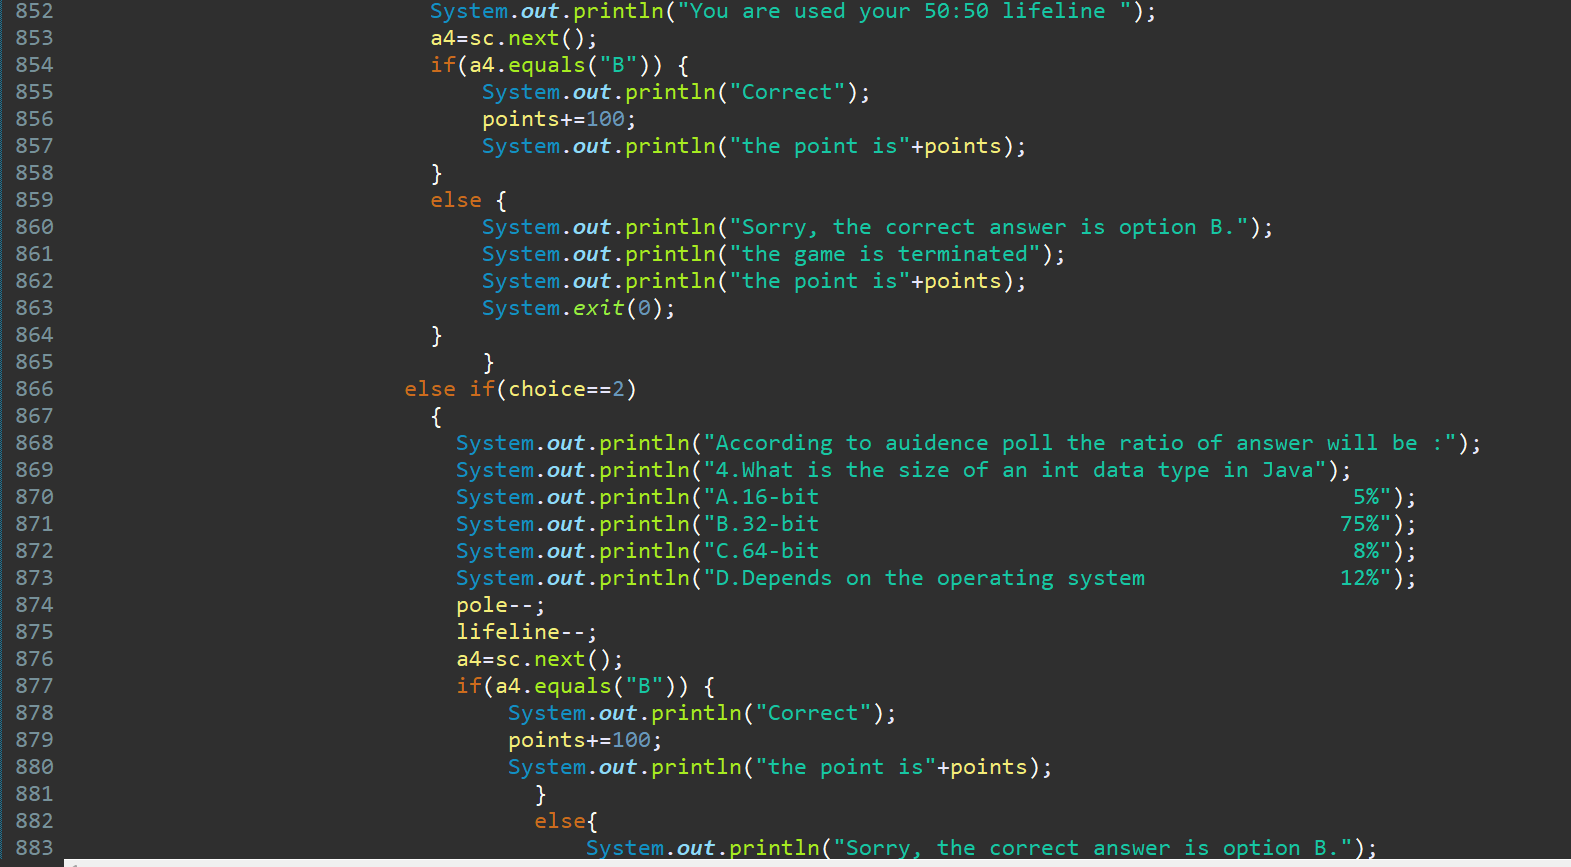 852 System.out.println("You are used your 50:50 lifeline ");
853 a4=sc.next();
854 if(a4.equals("B")) {
855 System.out.println("Correct");
856 points+=100;
857 System.out.println("the point is"+points);
858 }
859 else {
860 System.out.println("Sorry, the correct answer is option B.");
861 System.out.println("the game is terminated");
862 System.out.println("the point is"+points);
863 System.exit(0);
864 }
865 }
866 else if(choice==2)
867 {
868 System.out.println("According to auidence poll the ratio of answer will be :");
869 System.out.println("4.What is the size of an int data type in Java");
870 System.out.println("A.16-bit                                         5%");
871 System.out.println("B.32-bit                                        75%");
872 System.out.println("C.64-bit                                         8%");
873 System.out.println("D.Depends on the operating system               12%");
874 pole--;
875 lifeline--;
876 a4=sc.next();
877 if(a4.equals("B")) {
878 System.out.println("Correct");
879 points+=100;
880 System.out.println("the point is"+points);
881 }
882 else{
883 System.out.println("Sorry, the correct answer is option B.");